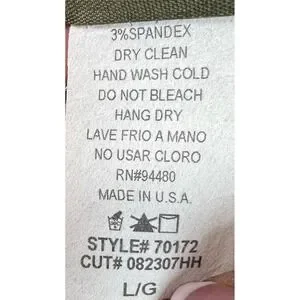 3%SPANDEX
DRY CLEAN
HAND WASH COLD
DO NOT BLEACH
HANG DRY
LAVE FRIO A MANO
NO USAR CLORO
RN#94480
MADE IN U.S.A.
STYLE# 70172
CUT# 082307HH
L/G